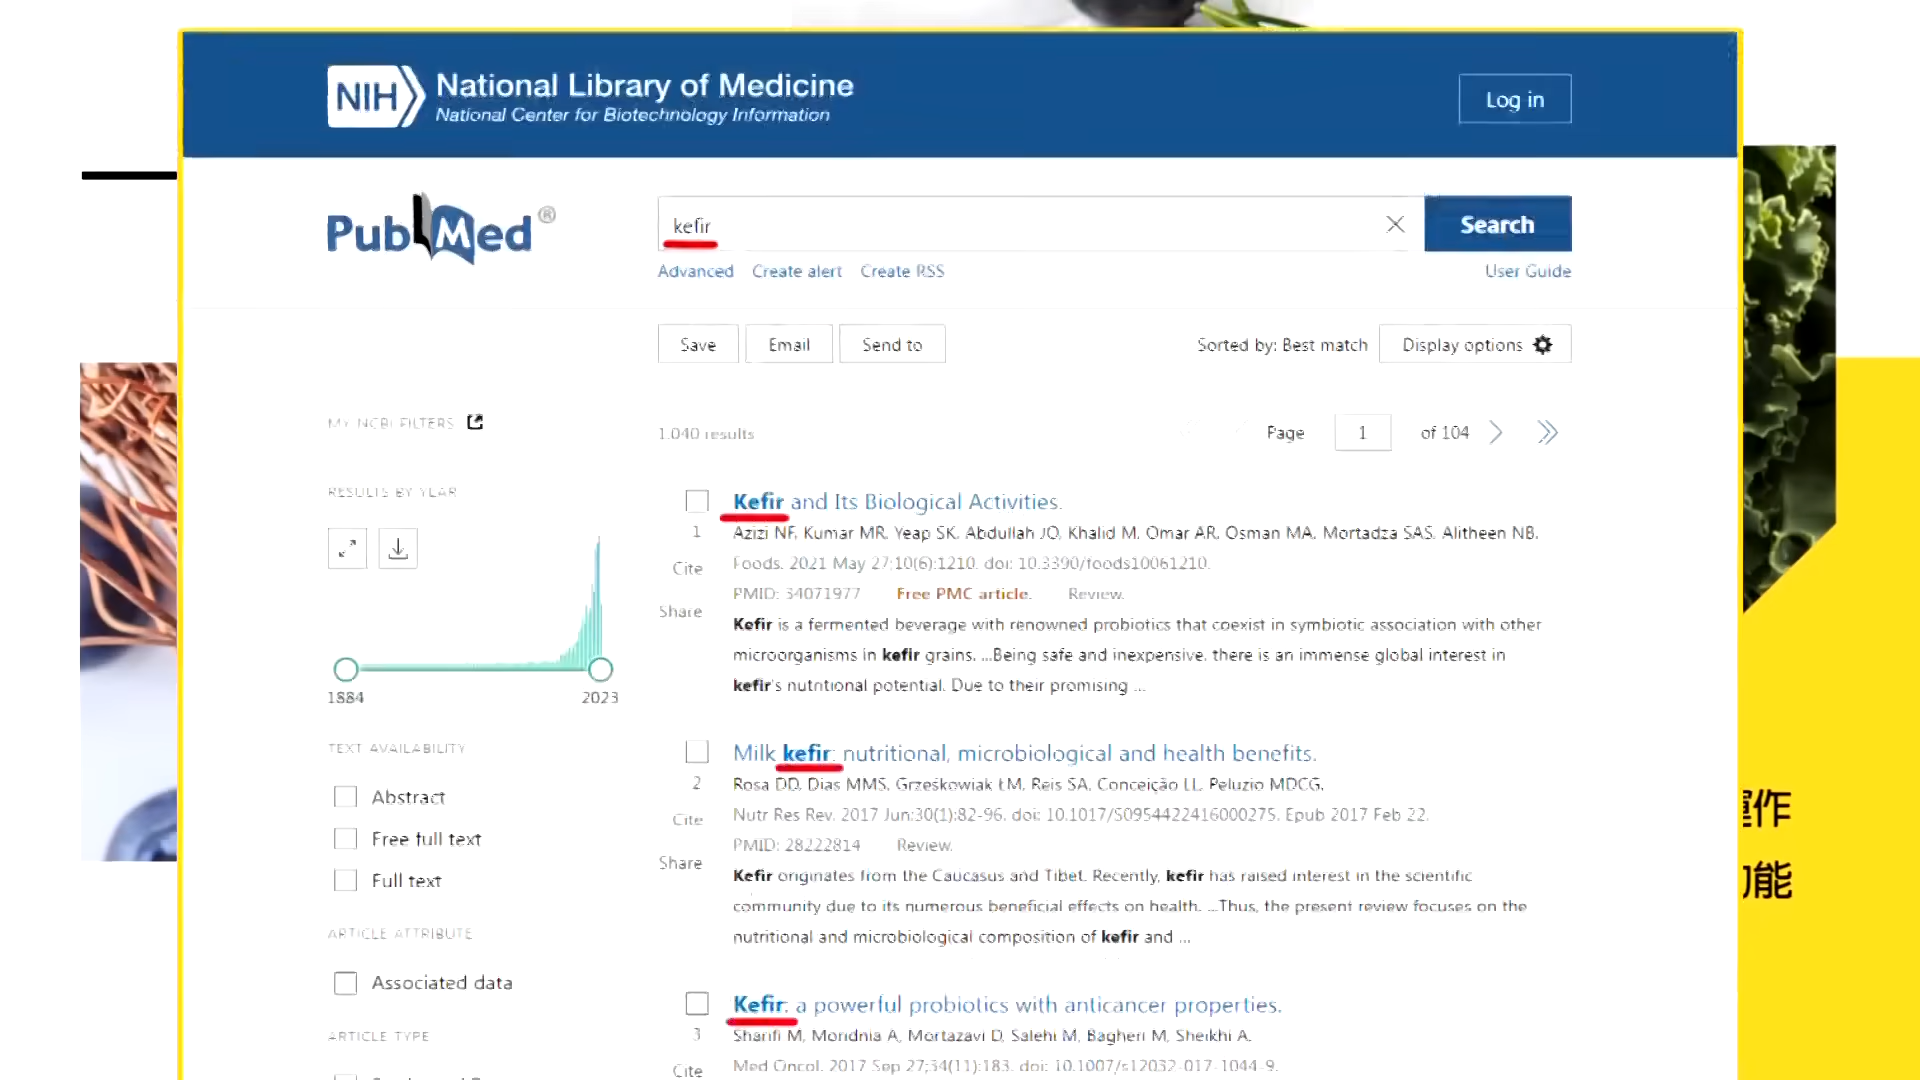 NIH National Library of Medicine
National Center for Biotechnology Information
Log in
PubMed®
kefir
Search
Advanced Create alert Create RSS
User Guide
Save Email Send to
Sorted by: Best match Display options
MY NCBI FILTERS
1,040 results
Page 1 of 104
RESULTS BY YEAR
1884 2023
TEXT AVAILABILITY
Abstract
Free full text
Full text
ARTICLE ATTRIBUTE
Associated data
ARTICLE TYPE
Kefir and Its Biological Activities.
1
Azizi NF, Kumar MR, Yeap SK, Abdullah JO, Khalid M, Omar AR, Osman MA, Mortadza SAS, Alitheen NB.
Cite
Foods. 2021 May 27;10(6):1210. doi: 10.3390/foods10061210.
PMID: 34071977 Free PMC article. Review.
Share
Kefir is a fermented beverage with renowned probiotics that coexist in symbiotic association with other
microorganisms in kefir grains. ...Being safe and inexpensive, there is an immense global interest in
kefir's nutritional potential. Due to their promising ...
Milk kefir: nutritional, microbiological and health benefits.
2
Rosa DD, Dias MMS, Grześkowiak ŁM, Reis SA, Conceição LL, Peluzio MDCG.
Cite
Nutr Res Rev. 2017 Jun;30(1):82-96. doi: 10.1017/S0954422416000275. Epub 2017 Feb 22.
PMID: 28222814 Review.
Share
Kefir originates from the Caucasus and Tibet. Recently, kefir has raised interest in the scientific
community due to its numerous beneficial effects on health. ...Thus, the present review focuses on the
nutritional and microbiological composition of kefir and ...
Kefir: a powerful probiotics with anticancer properties.
3
Sharifi M, Moridnia A, Mortazavi D, Salehi M, Bagheri M, Sheikhi A.
Cite
Med Oncol. 2017 Sep 27;34(11):183. doi: 10.1007/s12032-017-1044-9.
作
能